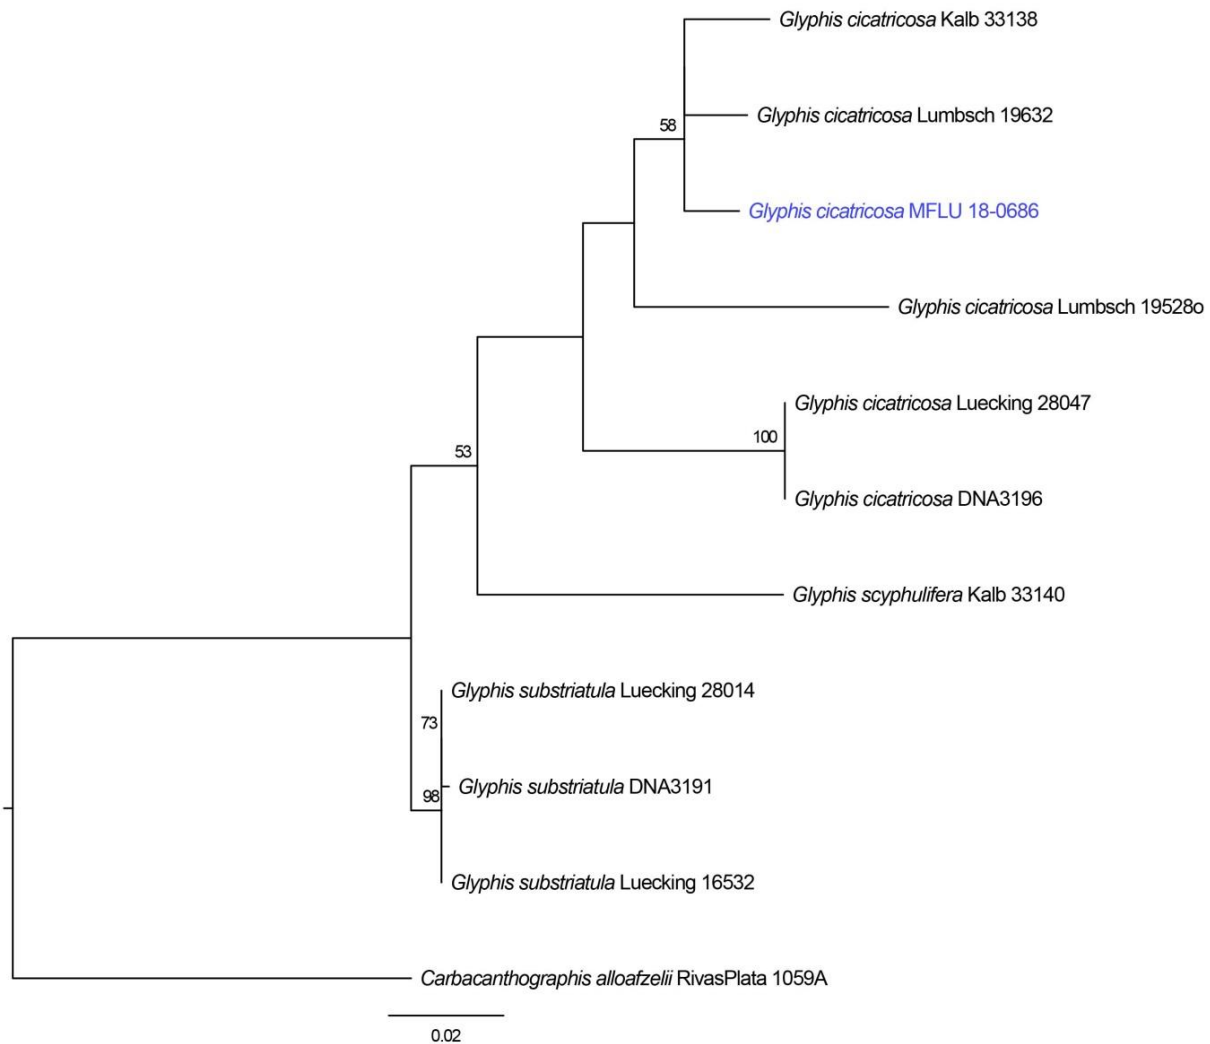 Glyphis cicatricosa Kalb 33138
Glyphis cicatricosa Lumbsch 19632
58
Glyphis cicatricosa MFLU 18-0686
Glyphis cicatricosa Lumbsch 19528o
Glyphis cicatricosa Luecking 28047
100
53
Glyphis cicatricosa DNA3196
Glyphis scyphulifera Kalb 33140
Glyphis substriatula Luecking 28014
73
Glyphis substriatula DNA3191
98
Glyphis substriatula Luecking 16532
Carbacanthographis alloafzelii RivasPlata 1059A
0.02